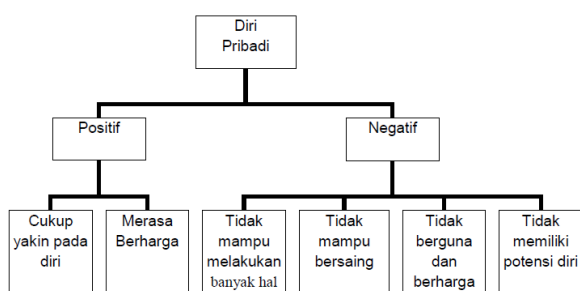 Diri
Pribadi
Positif
Negatif
Cukup
yakin pada
diri
Merasa
Berharga
Tidak
mampu
melakukan
banyak hal
Tidak
mampu
bersaing
Tidak
berguna
dan
berharga
Tidak
memiliki
potensi diri